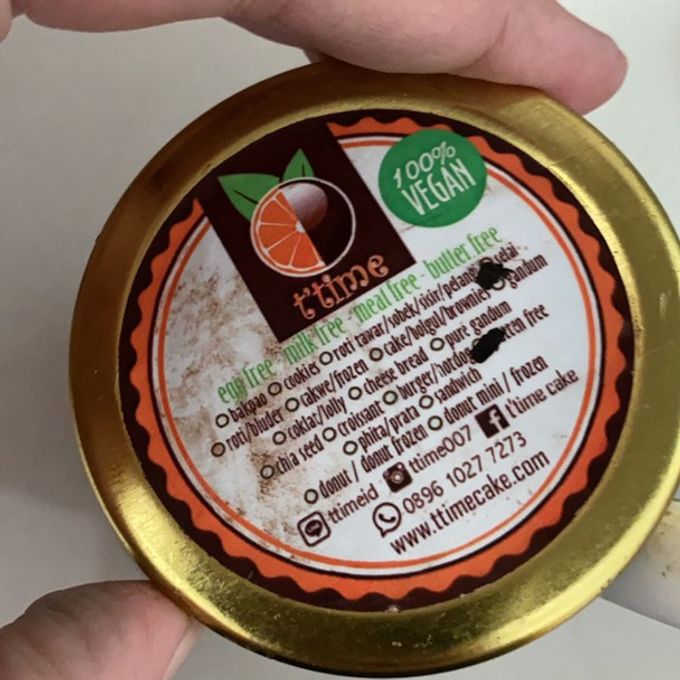 100%
VEGAN
t'time
egg free - milk free - meat free - butter free
bakpao cookies roti tawar/sobek/sisir/pelangi selai
roti/bluder cakwe/frozen cake/bolgul/brownies gandum
coklat/lolly cheese bread pure gandum
chia seed croisant burger/hotdog free
phita/prata sandwich
donut / donut frozen donut mini / frozen
ttimeid ttime007 t'time cake
0896 1027 7273
www.ttimecake.com